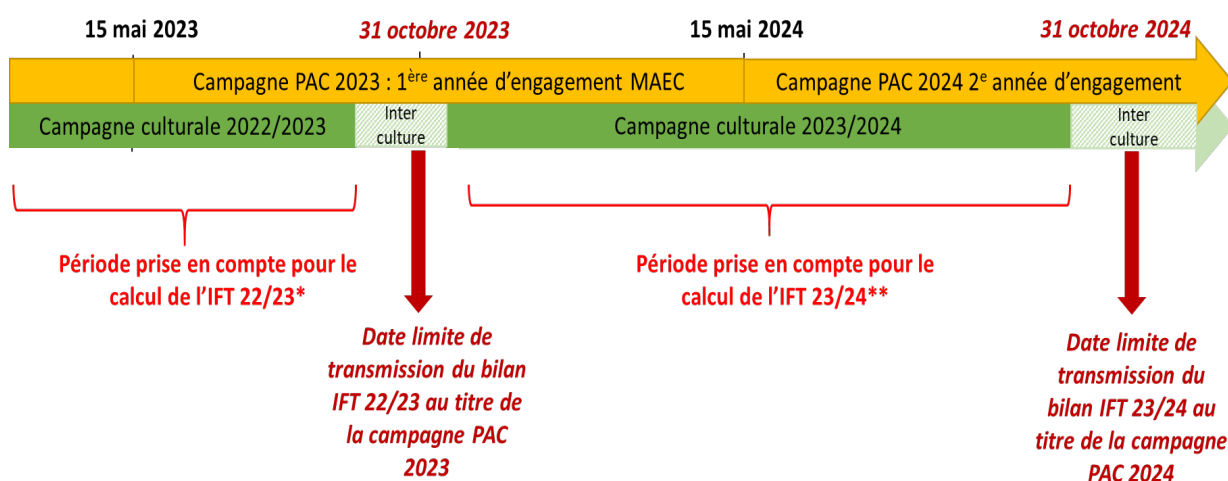 15 mai 2023
31 octobre 2023
15 mai 2024
31 octobre 2024
Campagne PAC 2023 : 1ère année d’engagement MAEC
Campagne PAC 2024 2e année d’engagement
Campagne culturale 2022/2023
Inter
culture
Campagne culturale 2023/2024
Inter
culture
Période prise en compte pour le
calcul de l’IFT 22/23*
Période prise en compte pour le
calcul de l’IFT 23/24**
Date limite de
transmission du bilan
IFT 22/23 au titre de
la campagne PAC
2023
Date limite de
transmission du
bilan IFT 23/24 au
titre de la campagne
PAC 2024